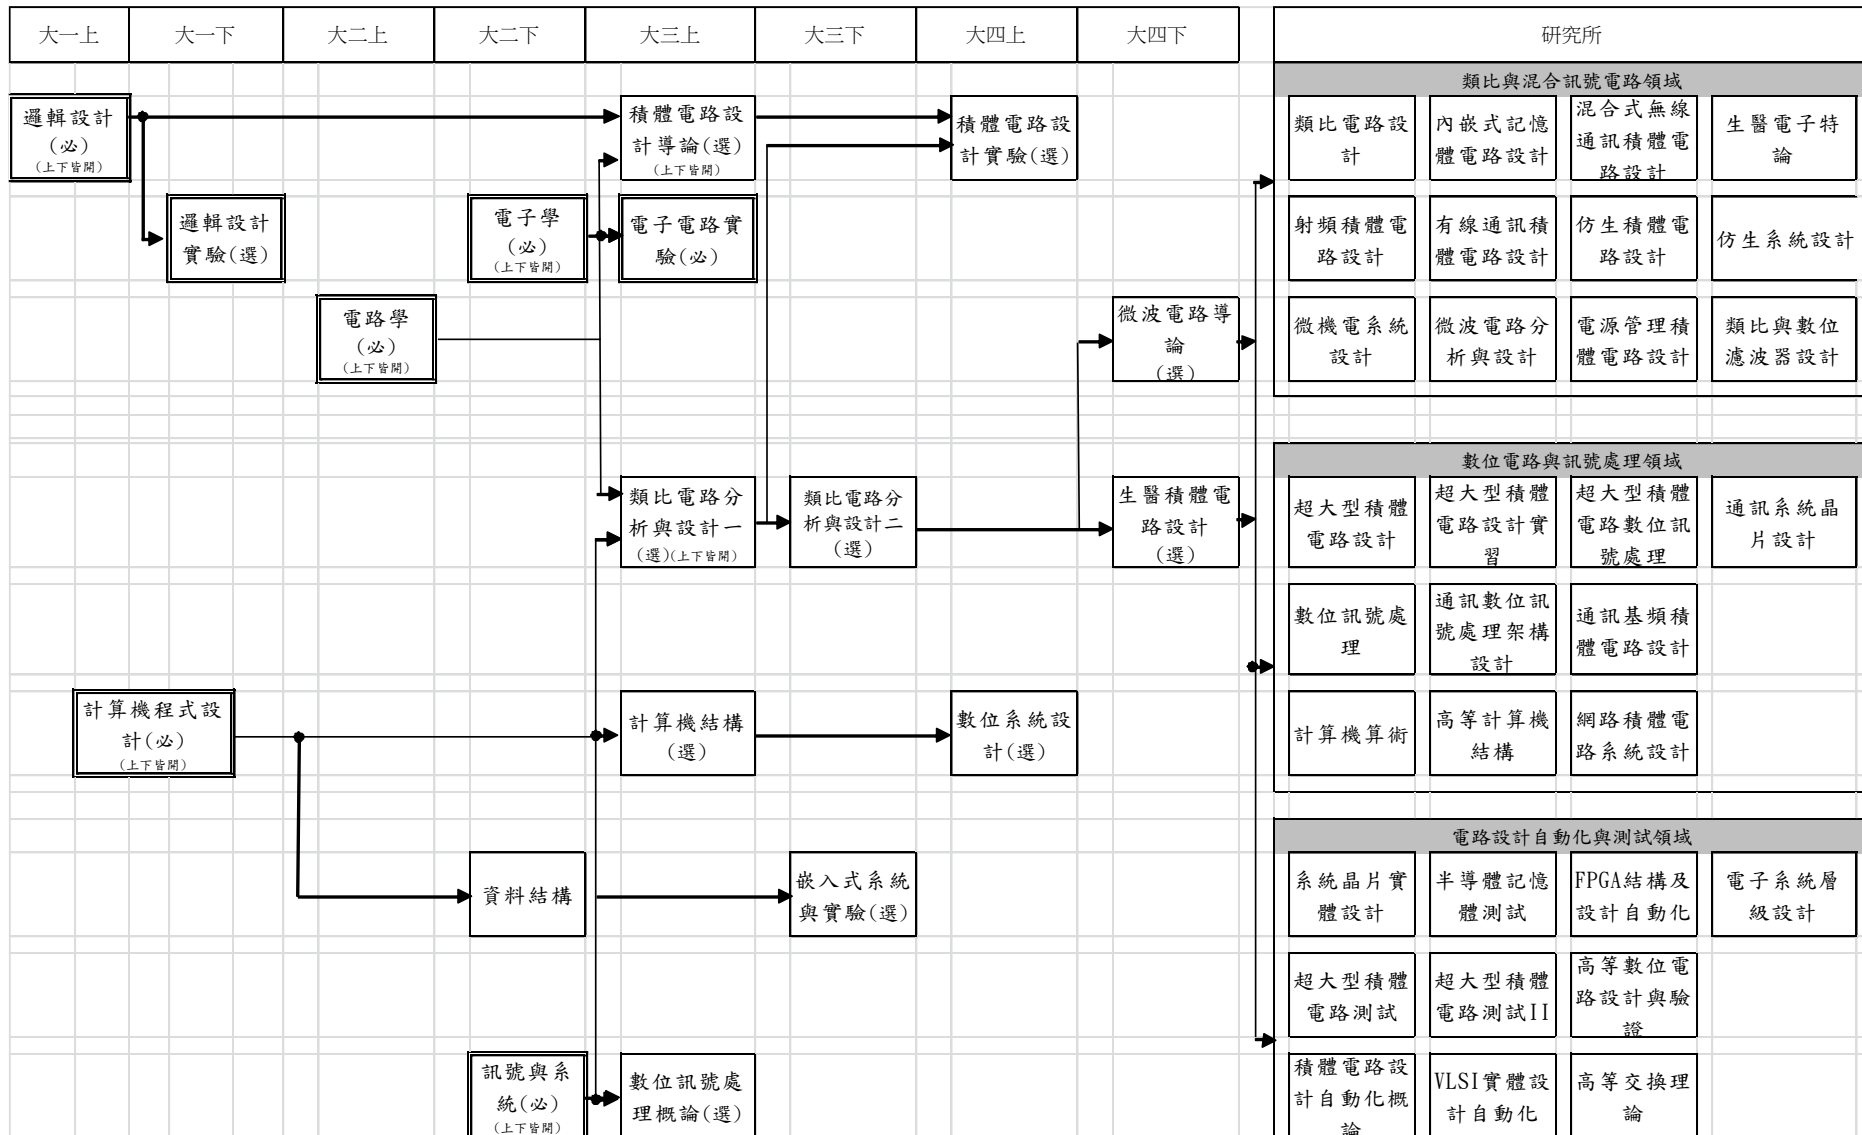 大一上
大一下
大二上
大二下
大三上
大三下
大四上
大四下
研究所
類比與混合訊號電路領域
邏輯設計
(必)
(上下皆開)
積體電路設
計導論(選)
(上下皆開)
積體電路設
計實驗(選)
類比電路設
計
內嵌式記憶
體電路設計
混合式無線
通訊積體電
路設計
生醫電子特
論
邏輯設計
實驗(選)
電子學
(必)
(上下皆開)
電子電路實
驗(必)
射頻積體電
路設計
有線通訊積
體電路設計
仿生積體電
路設計
仿生系統設計
電路學
(必)
(上下皆開)
微波電路導
論
(選)
微機電系統
設計
微波電路分
析與設計
電源管理積
體電路設計
類比與數位
濾波器設計
數位電路與訊號處理領域
類比電路分
析與設計一
(選)(上下皆開)
類比電路分
析與設計二
(選)
生醫積體電
路設計
(選)
超大型積體
電路設計
超大型積體
電路設計實
習
超大型積體
電路數位訊
號處理
通訊系統晶
片設計
數位訊號處
理
通訊數位訊
號處理架構
設計
通訊基頻積
體電路設計
計算機程式設
計(必)
(上下皆開)
計算機結構
(選)
數位系統設
計(選)
計算機算術
高等計算機
結構
網路積體電
路系統設計
電路設計自動化與測試領域
資料結構
嵌入式系統
與實驗(選)
系統晶片實
體設計
半導體記憶
體測試
FPGA結構及
設計自動化
電子系統層
級設計
超大型積體
電路測試
超大型積體
電路測試II
高等數位電
路設計與驗
證
訊號與系
統(必)
(上下皆開)
數位訊號處
理概論(選)
積體電路設
計自動化概
論
VLSI實體設
計自動化
高等交換理
論